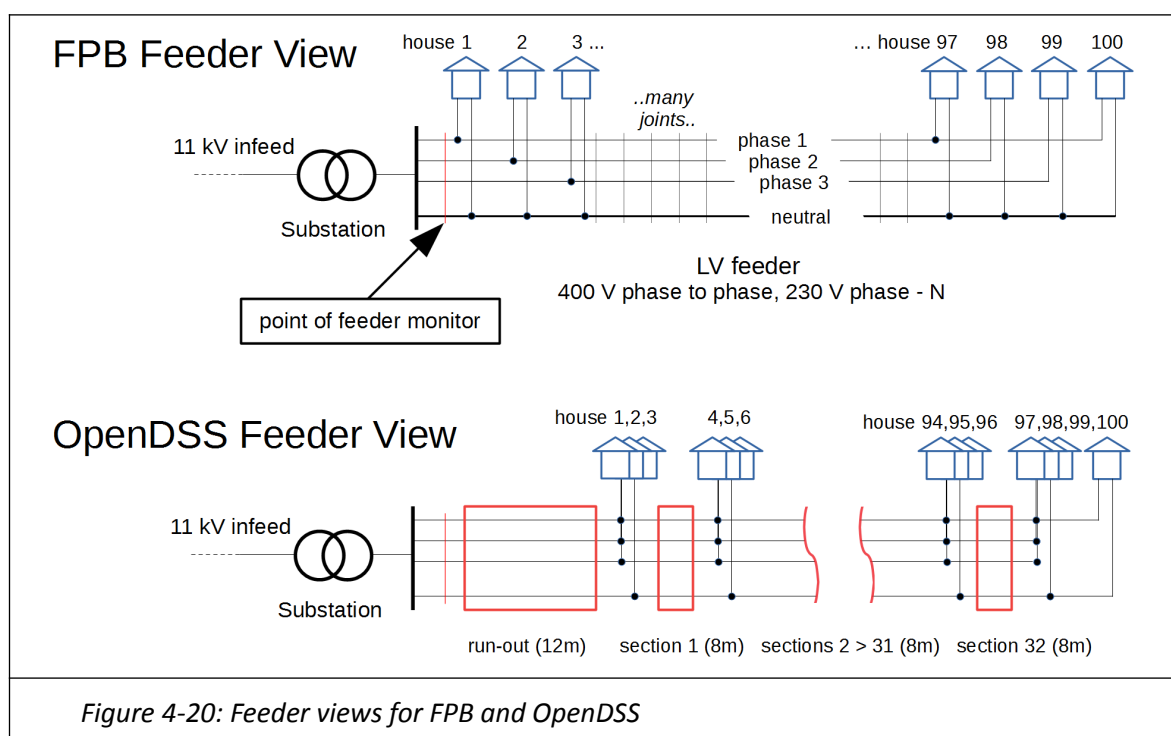 FPB Feeder View
house 1 2 3 ... ... house 97 98 99 100
..many
joints..
11 kV infeed
phase 1
phase 2
phase 3
neutral
Substation
LV feeder
400 V phase to phase, 230 V phase - N
point of feeder monitor
OpenDSS Feeder View
house 1,2,3 4,5,6 house 94,95,96 97,98,99,100
11 kV infeed
Substation
run-out (12m) section 1 (8m) sections 2 > 31 (8m) section 32 (8m)
Figure 4-20: Feeder views for FPB and OpenDSS